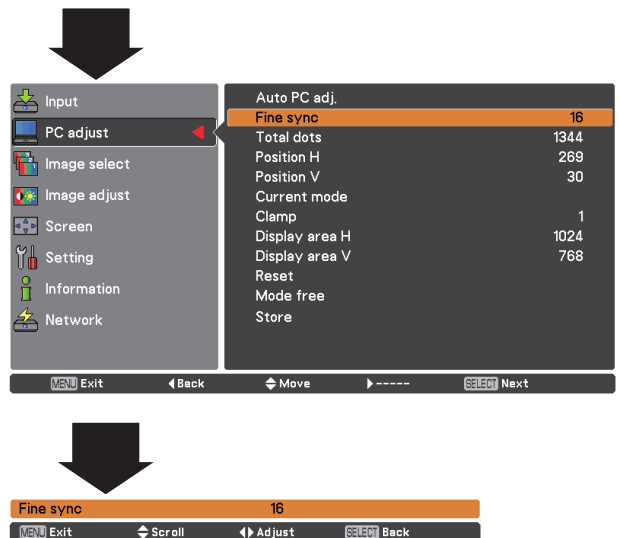 Input
PC adjust
Image select
Image adjust
Screen
Setting
Information
Network
Auto PC adj.
Fine sync 16
Total dots 1344
Position H 269
Position V 30
Current mode
Clamp 1
Display area H 1024
Display area V 768
Reset
Mode free
Store
MENU Exit Back Move ----- SELECT Next
Fine sync 16
MENU Exit Scroll Adjust SELECT Back